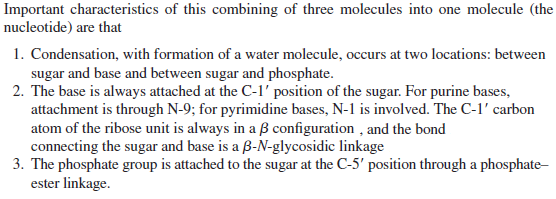 Important characteristics of this combining of three molecules into one molecule (the
nucleotide) are that
1. Condensation, with formation of a water molecule, occurs at two locations: between
sugar and base and between sugar and phosphate.
2. The base is always attached at the C-1′ position of the sugar. For purine bases,
attachment is through N-9; for pyrimidine bases, N-1 is involved. The C-1′ carbon
atom of the ribose unit is always in a β configuration , and the bond
connecting the sugar and base is a β-N-glycosidic linkage
3. The phosphate group is attached to the sugar at the C-5′ position through a phosphate–
ester linkage.